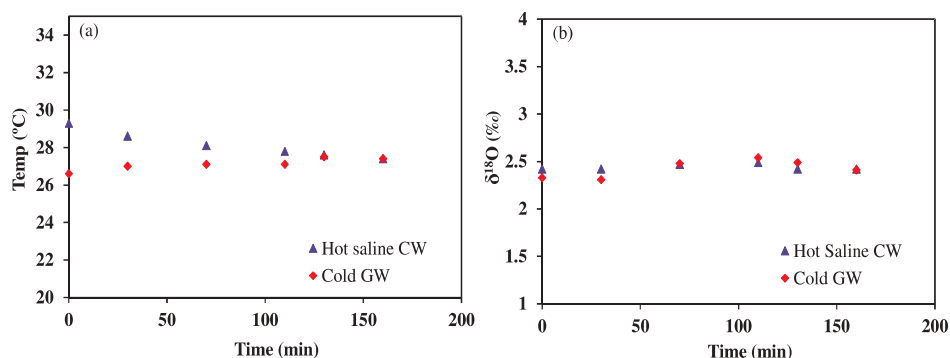 (a)
34
32
30
28
26
24
22
20
Temp (ºC)
0 50 100 150 200
Time (min)
Hot saline CW
Cold GW
(b)
4
3.5
3
2.5
2
1.5
1
δ¹⁸O (‰)
0 50 100 150 200
Time (min)
Hot Saline CW
Cold GW